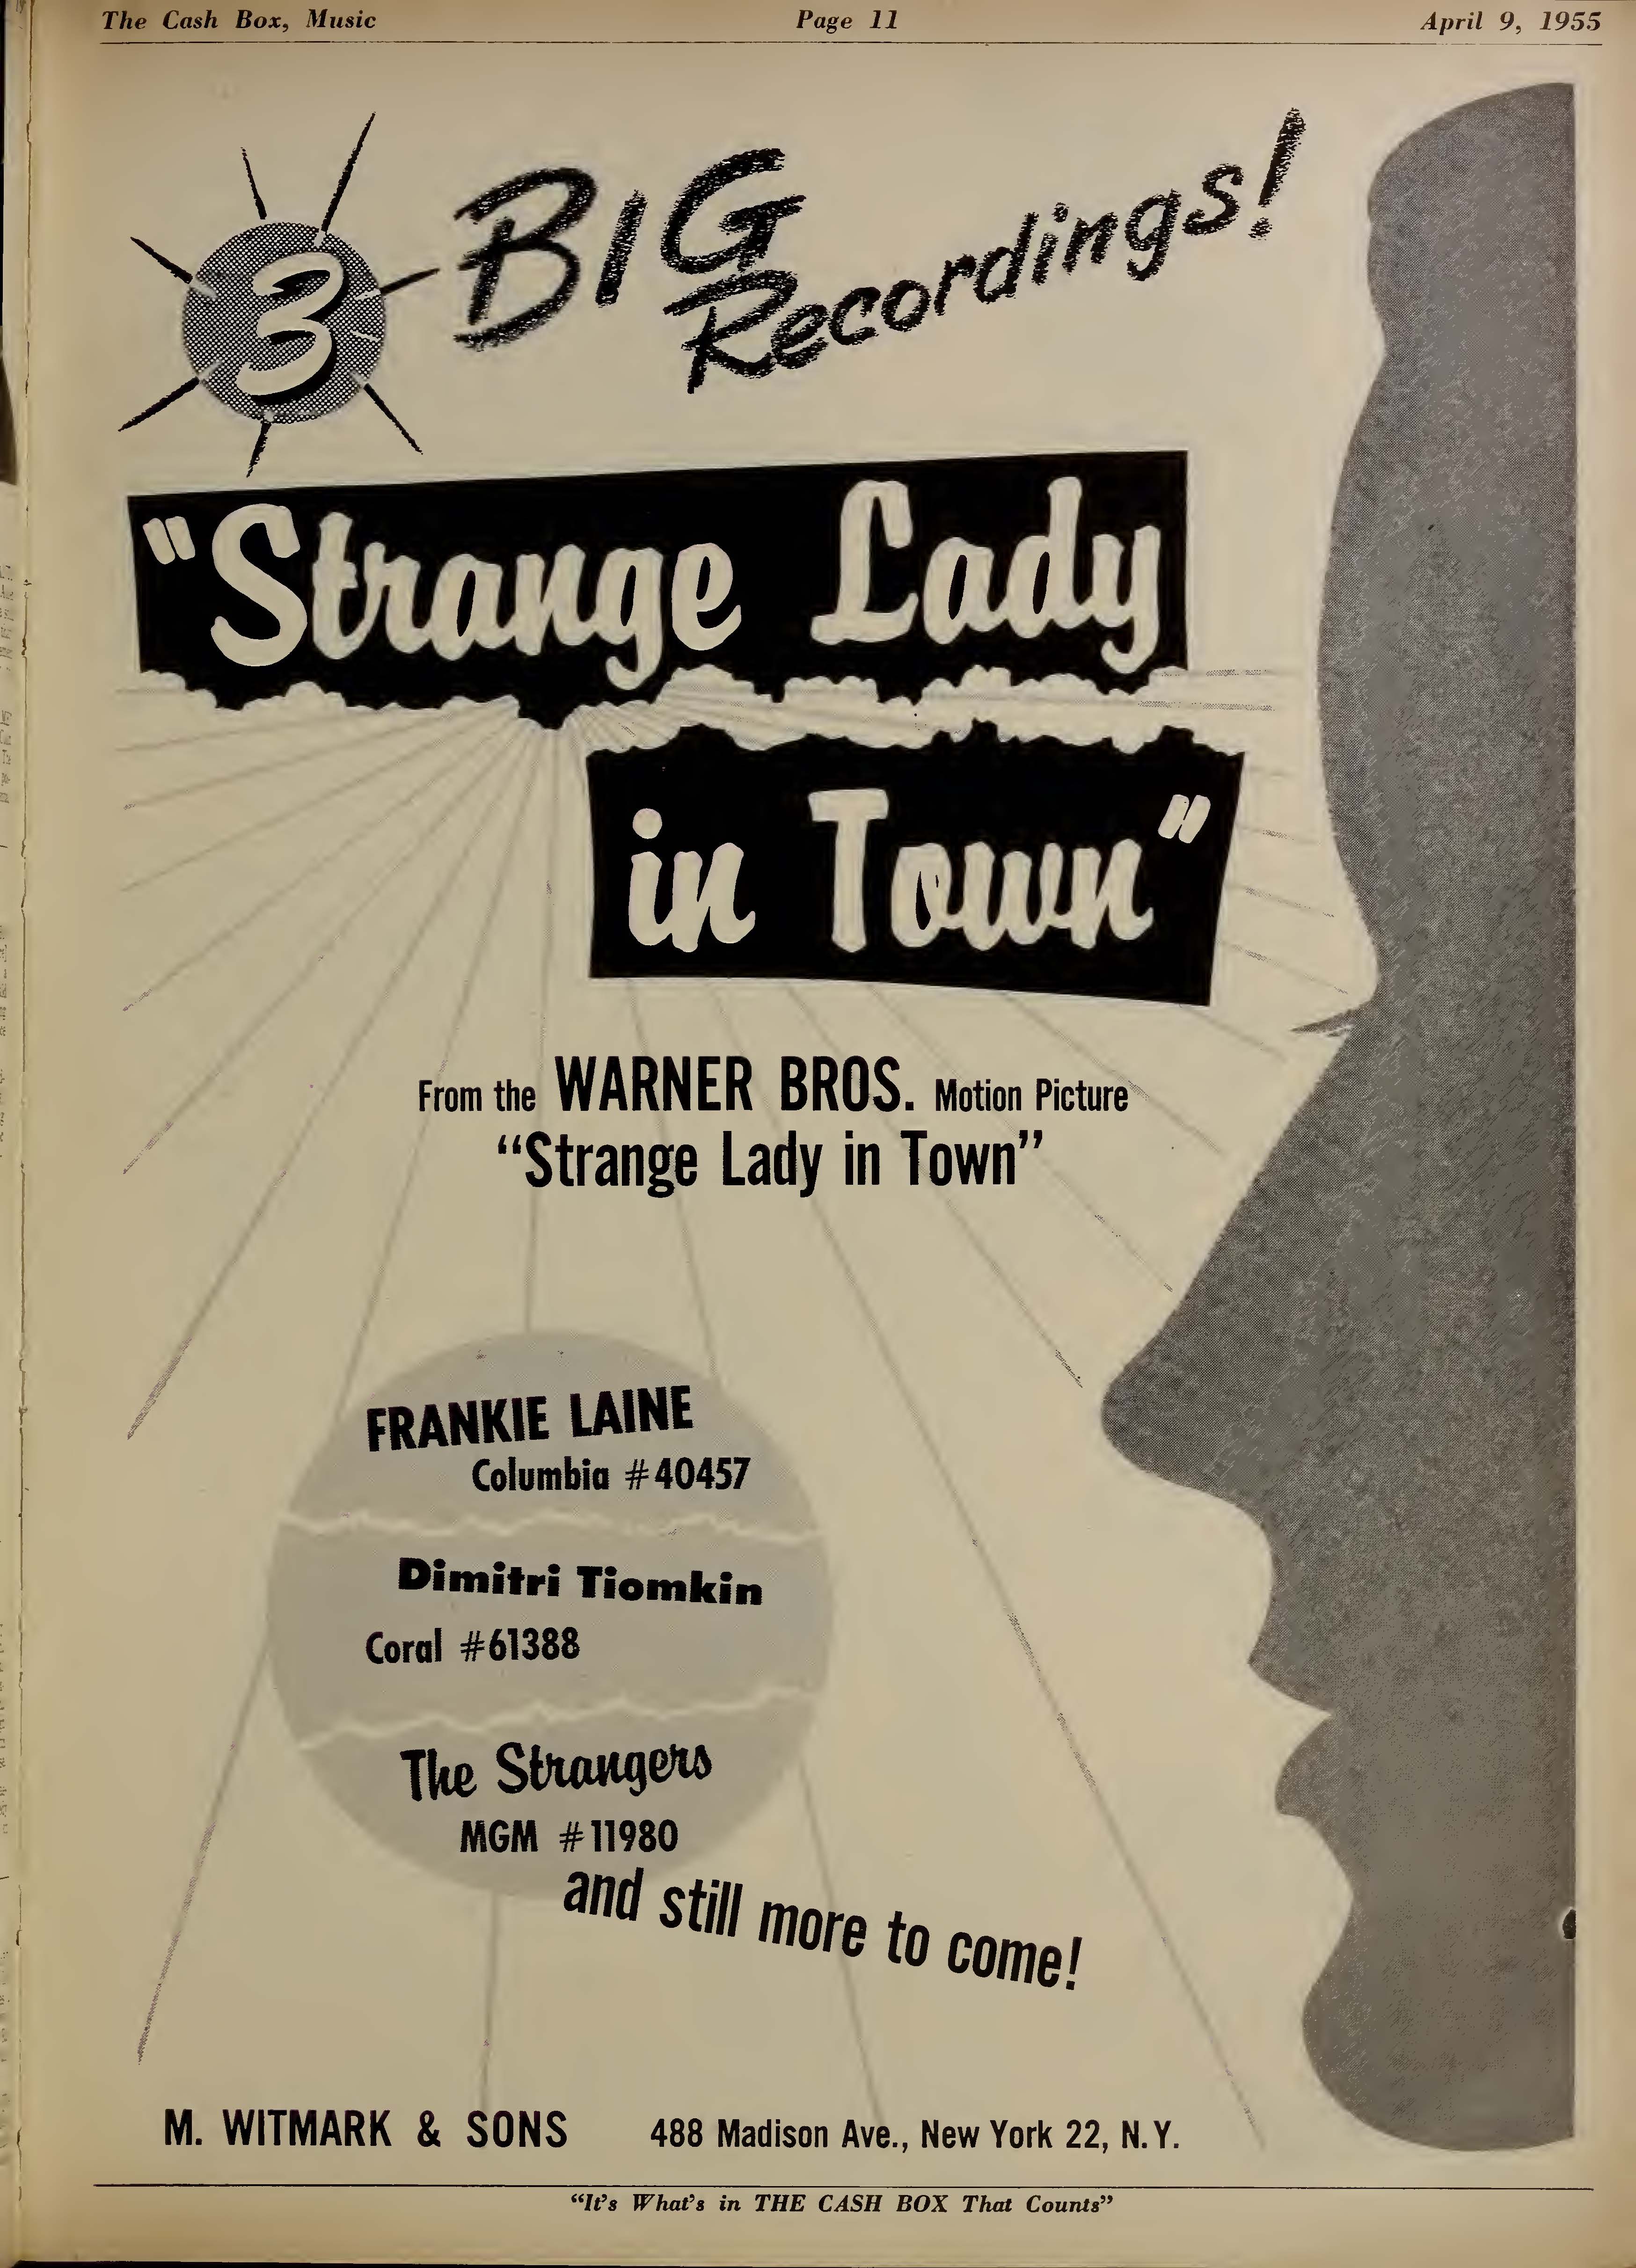 The Cash Box, Music Page 11 April 9, 1955
3 BIG
Recordings!
"Strange Lady
in Town"
From the WARNER BROS. Motion Picture
"Strange Lady in Town"
FRANKIE LAINE
Columbia #40457
Dimitri Tiomkin
Coral #61388
The Strangers
MGM #11980
and still more to come!
M. WITMARK & SONS 488 Madison Ave., New York 22, N.Y.
"It's What's in THE CASH BOX That Counts"